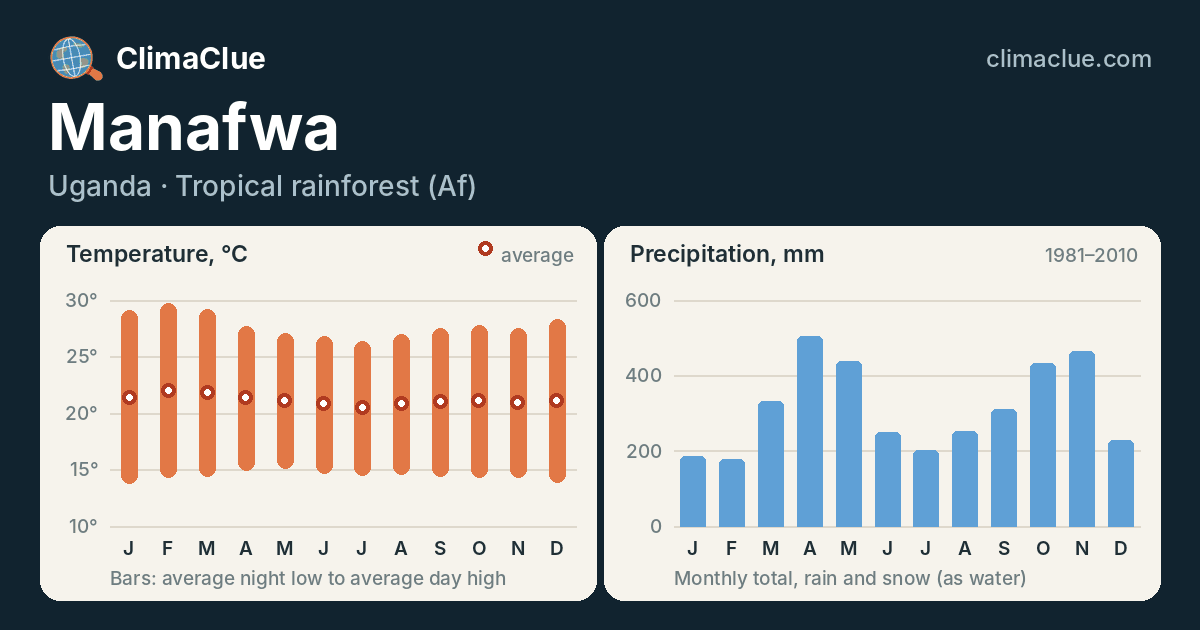 ClimaClue
climaclue.com
Manafwa
Uganda · Tropical rainforest (Af)
Temperature, °C
average
30°
25°
20°
15°
10°
J F M A M J J A S O N D
Bars: average night low to average day high
Precipitation, mm
1981–2010
600
400
200
0
J F M A M J J A S O N D
Monthly total, rain and snow (as water)